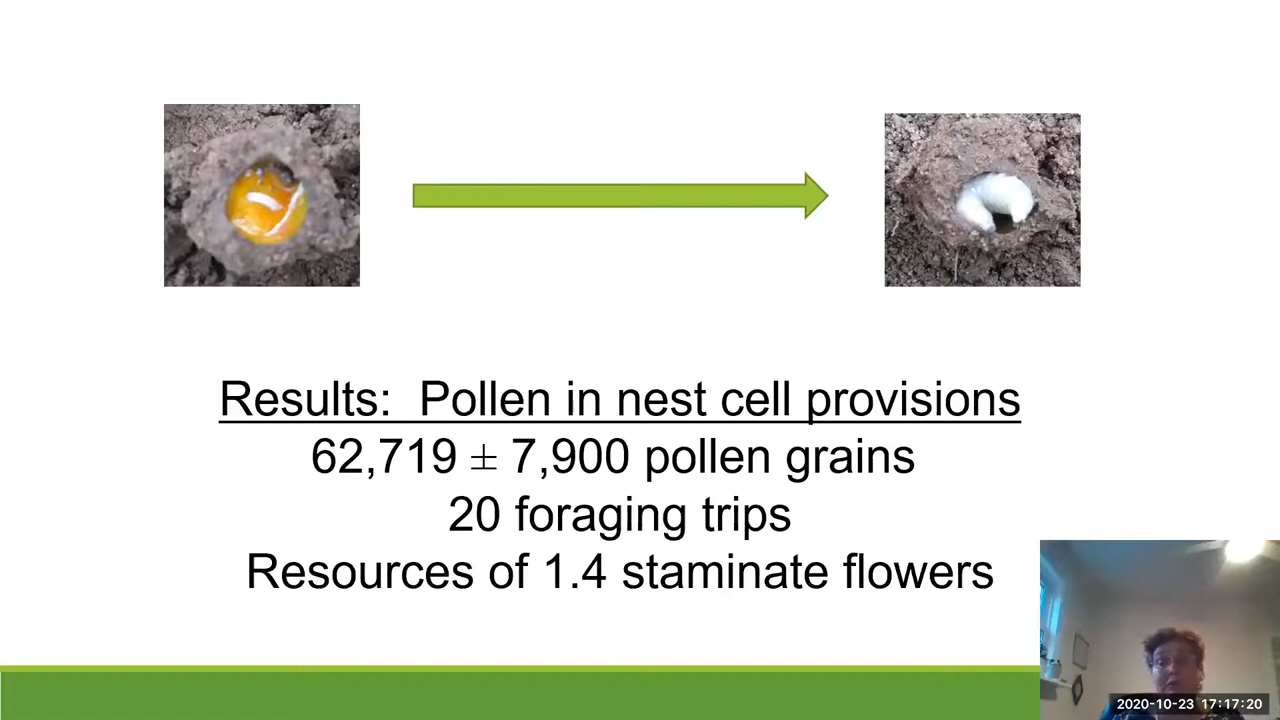 Results:  Pollen in nest cell provisions
62,719 ± 7,900 pollen grains
20 foraging trips
Resources of 1.4 staminate flowers
2020-10-23 17:17:20